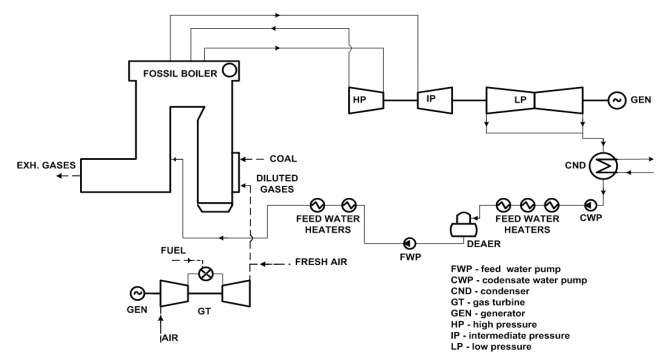 FOSSIL BOILER
HP
IP
LP
GEN
EXH. GASES
COAL
DILUTED
GASES
CND
FEED WATER
HEATERS
FEED WATER
HEATERS
CWP
DEAER
FWP
FUEL
FRESH AIR
GEN
GT
AIR
FWP - feed water pump
CWP - codensate water pump
CND - condenser
GT - gas turbine
GEN - generator
HP - high pressure
IP - intermediate pressure
LP - low pressure